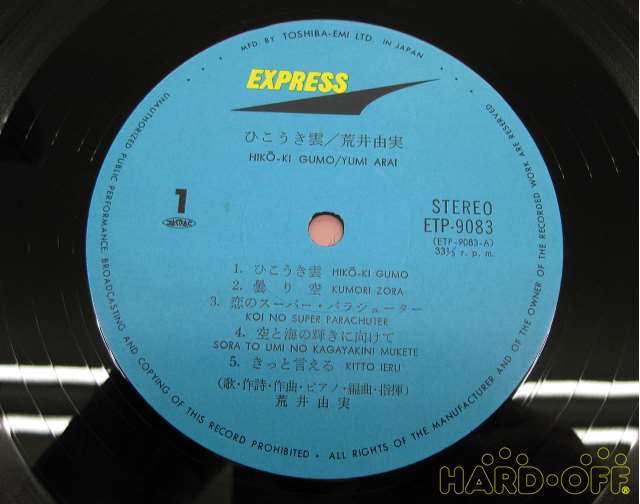 MFD. BY TOSHIBA-EMI LTD. IN JAPAN
EXPRESS
ひこうき雲/荒井由実
HIKŌ-KI GUMO/YUMI ARAI
1
STEREO
ETP-9083
(ETP-9083-A)
33⅓ r. p. m.
1. ひこうき雲 HIKŌ-KI GUMO
2. 曇り空 KUMORI ZORA
3. 恋のスーパー・パラシューター
KOI NO SUPER PARACHUTER
4. 空と海の輝きに向けて
SORA TO UMI NO KAGAYAKINI MUKETE
5. きっと言える KITTO IERU
(歌・作詩・作曲・ピアノ・編曲・指揮)
荒井由実
UNAUTHORIZED PUBLIC PERFORMANCE, BROADCASTING AND COPYING OF THIS RECORD PROHIBITED • ALL RIGHTS OF THE MANUFACTURER AND OF THE OWNER OF THE RECORDED WORK ARE RESERVED
HARD-OFF